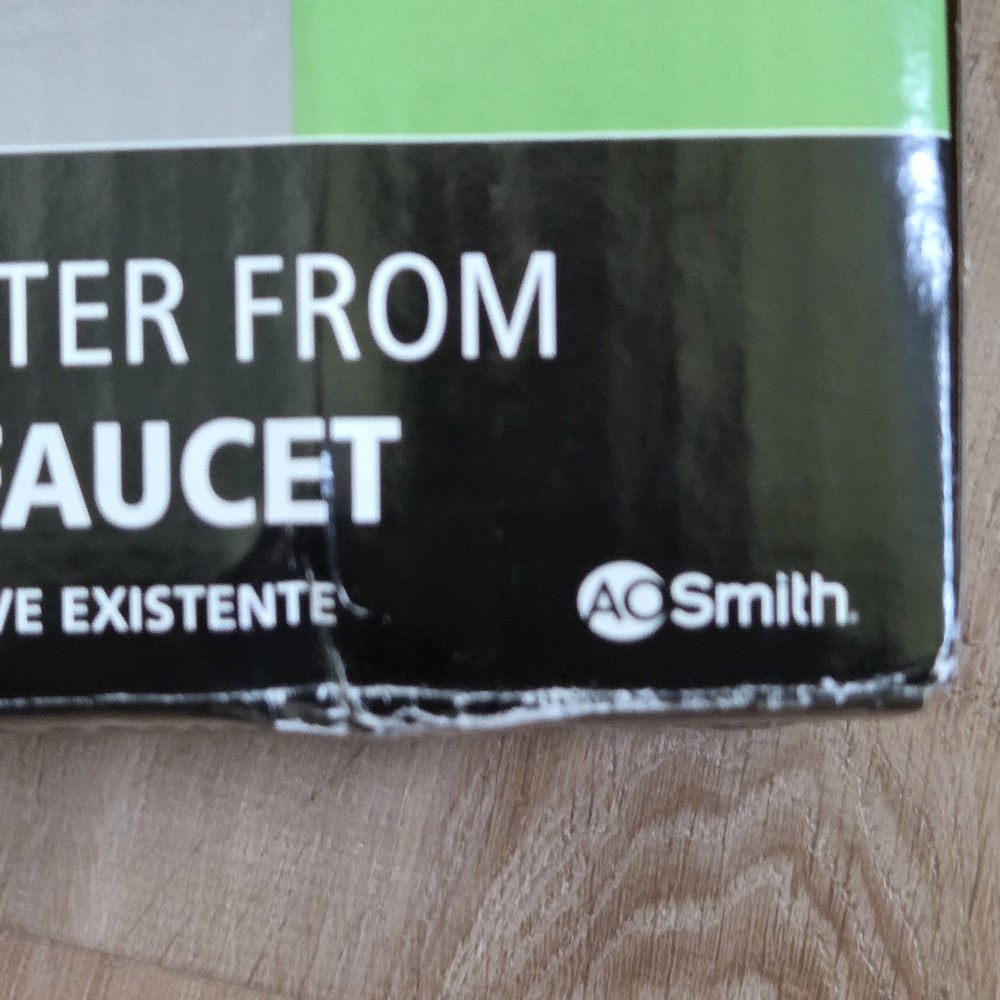 TER FROM
FAUCET
VE EXISTENTE
AO Smith.